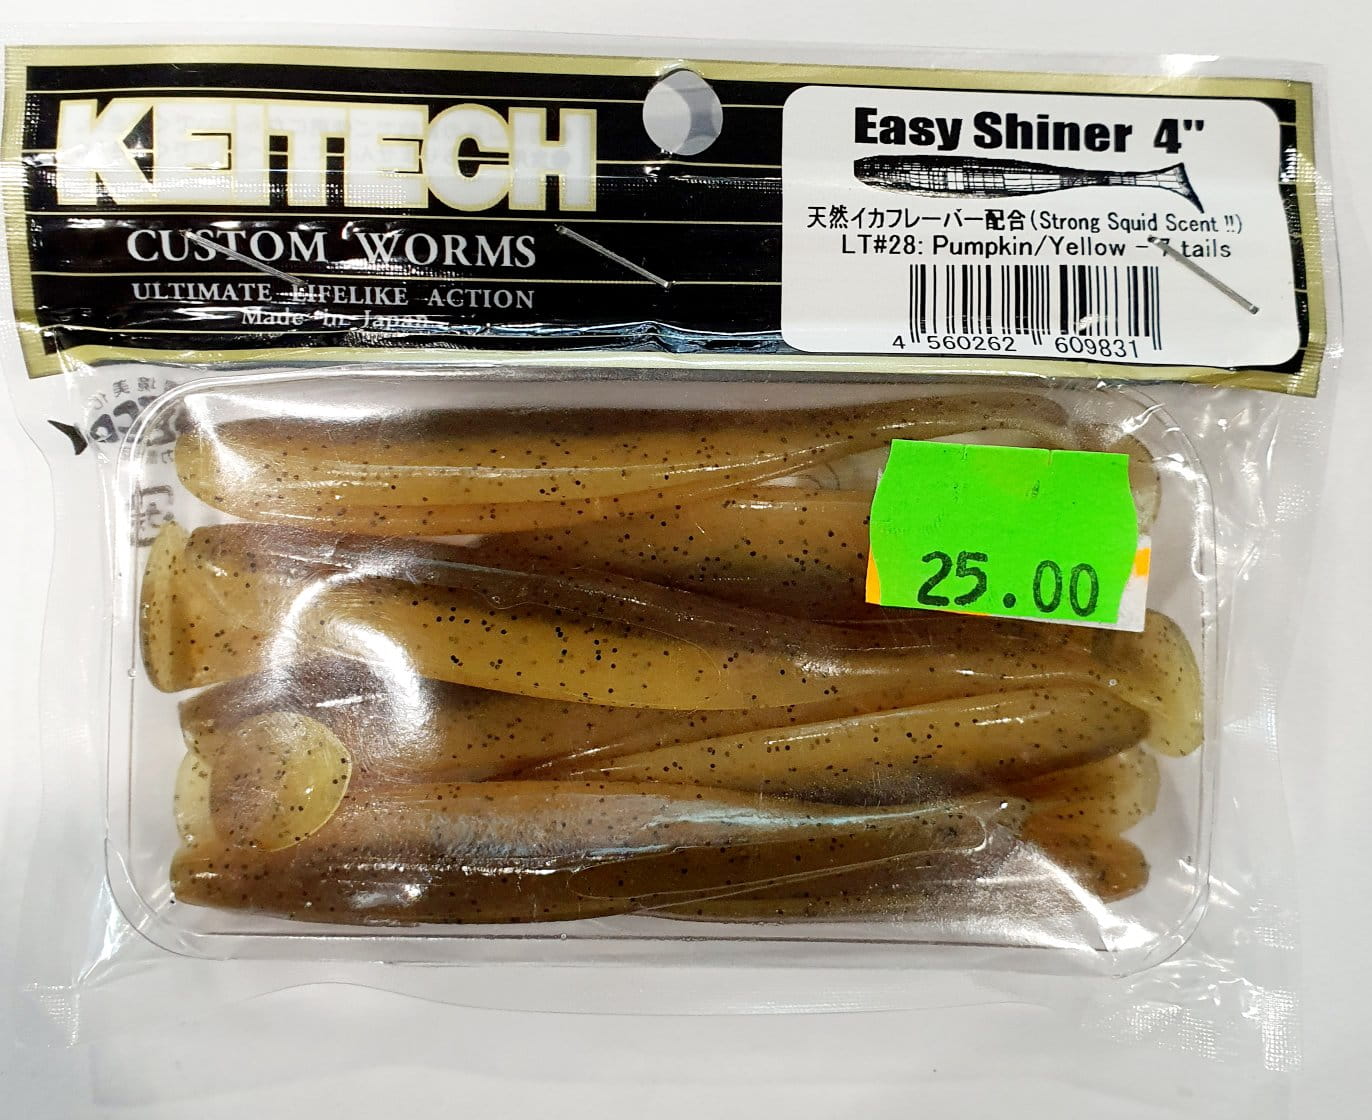 KEITECH
CUSTOM WORMS
ULTIMATE LIFELIKE ACTION
Made in Japan
Easy Shiner 4"
天然イカフレーバー配合(Strong Squid Scent !!)
LT#28: Pumpkin/Yellow - 7 tails
4 560262 609831
25.00